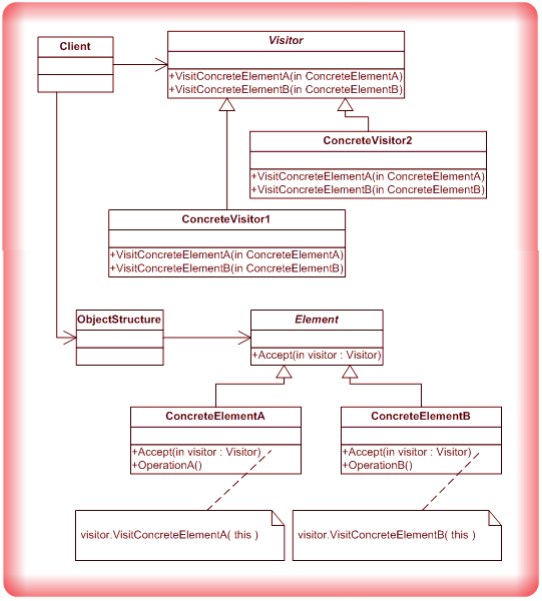 Client
Visitor
+VisitConcreteElementA(in ConcreteElementA)
+VisitConcreteElementB(in ConcreteElementB)
ConcreteVisitor2
+VisitConcreteElementA(in ConcreteElementA)
+VisitConcreteElementB(in ConcreteElementB)
ConcreteVisitor1
+VisitConcreteElementA(in ConcreteElementA)
+VisitConcreteElementB(in ConcreteElementB)
ObjectStructure
Element
+Accept(in visitor : Visitor)
ConcreteElementA
+Accept(in visitor : Visitor)
+OperationA()
ConcreteElementB
+Accept(in visitor : Visitor)
+OperationB()
visitor.VisitConcreteElementA( this )
visitor.VisitConcreteElementB( this )